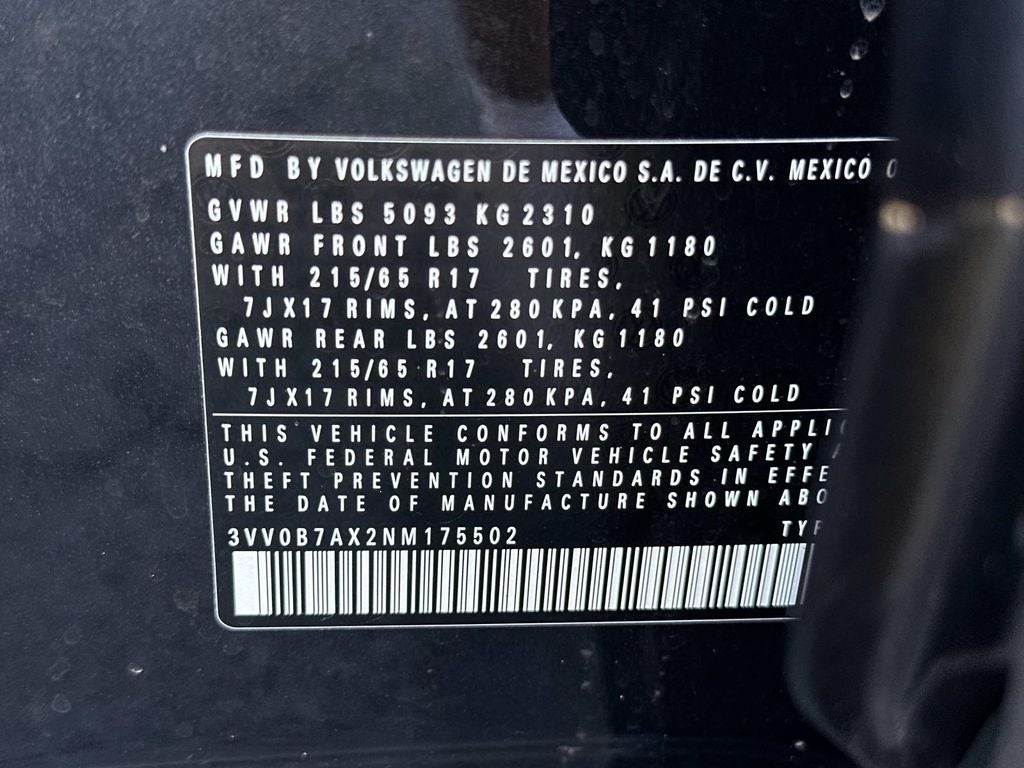 MFD BY VOLKSWAGEN DE MEXICO S.A. DE C.V. MEXICO
GVWR LBS 5093 KG 2310
GAWR FRONT LBS 2601, KG 1180
WITH 215/65 R17 TIRES,
7JX17 RIMS, AT 280 KPA, 41 PSI COLD
GAWR REAR LBS 2601, KG 1180
WITH 215/65 R17 TIRES,
7JX17 RIMS, AT 280 KPA, 41 PSI COLD
THIS VEHICLE CONFORMS TO ALL APPLI
U.S. FEDERAL MOTOR VEHICLE SAFETY
THEFT PREVENTION STANDARDS IN EFFE
THE DATE OF MANUFACTURE SHOWN ABO
3VV0B7AX2NM175502 TYP